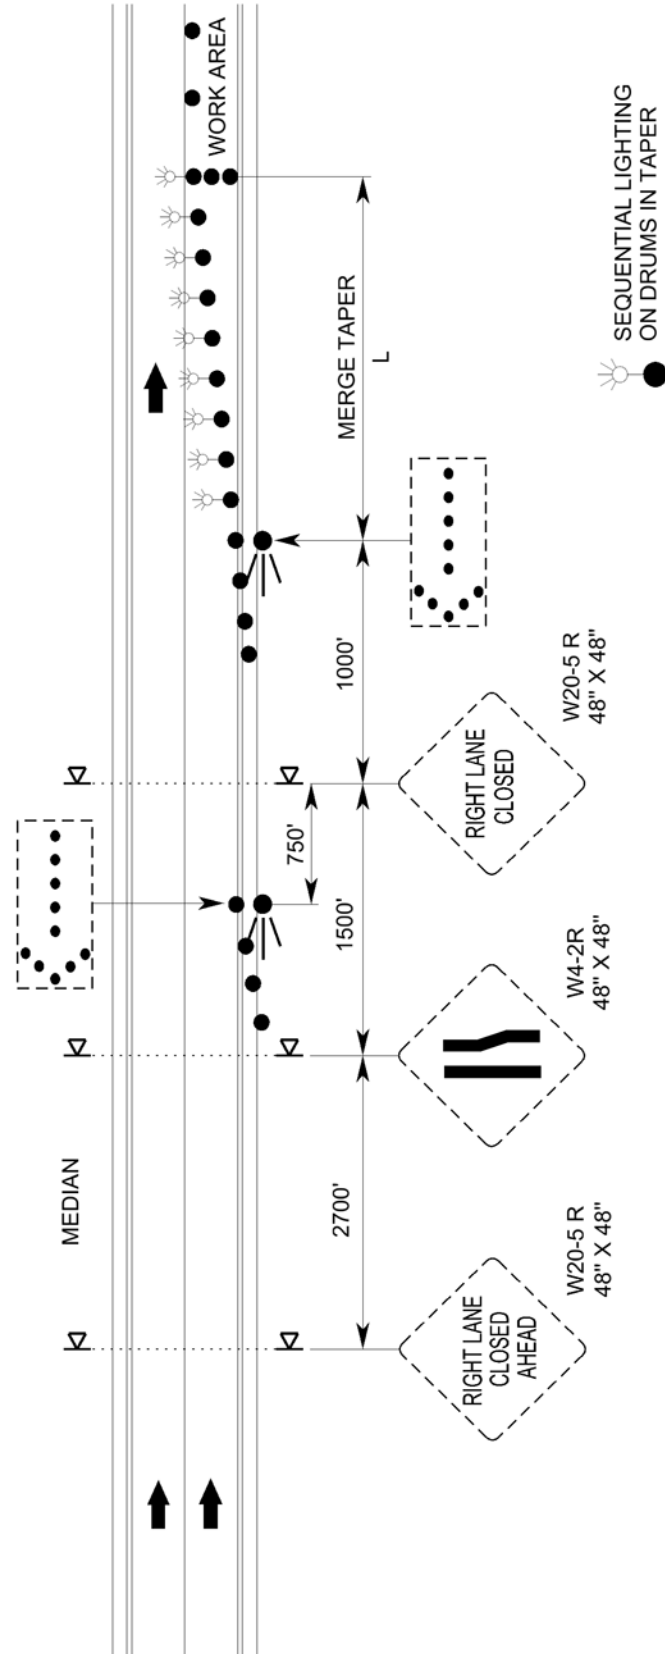 WORK AREA
MERGE TAPER
L
SEQUENTIAL LIGHTING
ON DRUMS IN TAPER
1000'
750'
1500'
2700'
MEDIAN
RIGHT LANE
CLOSED
W20-5 R
48" X 48"
W4-2R
48" X 48"
RIGHT LANE
CLOSED
AHEAD
W20-5 R
48" X 48"